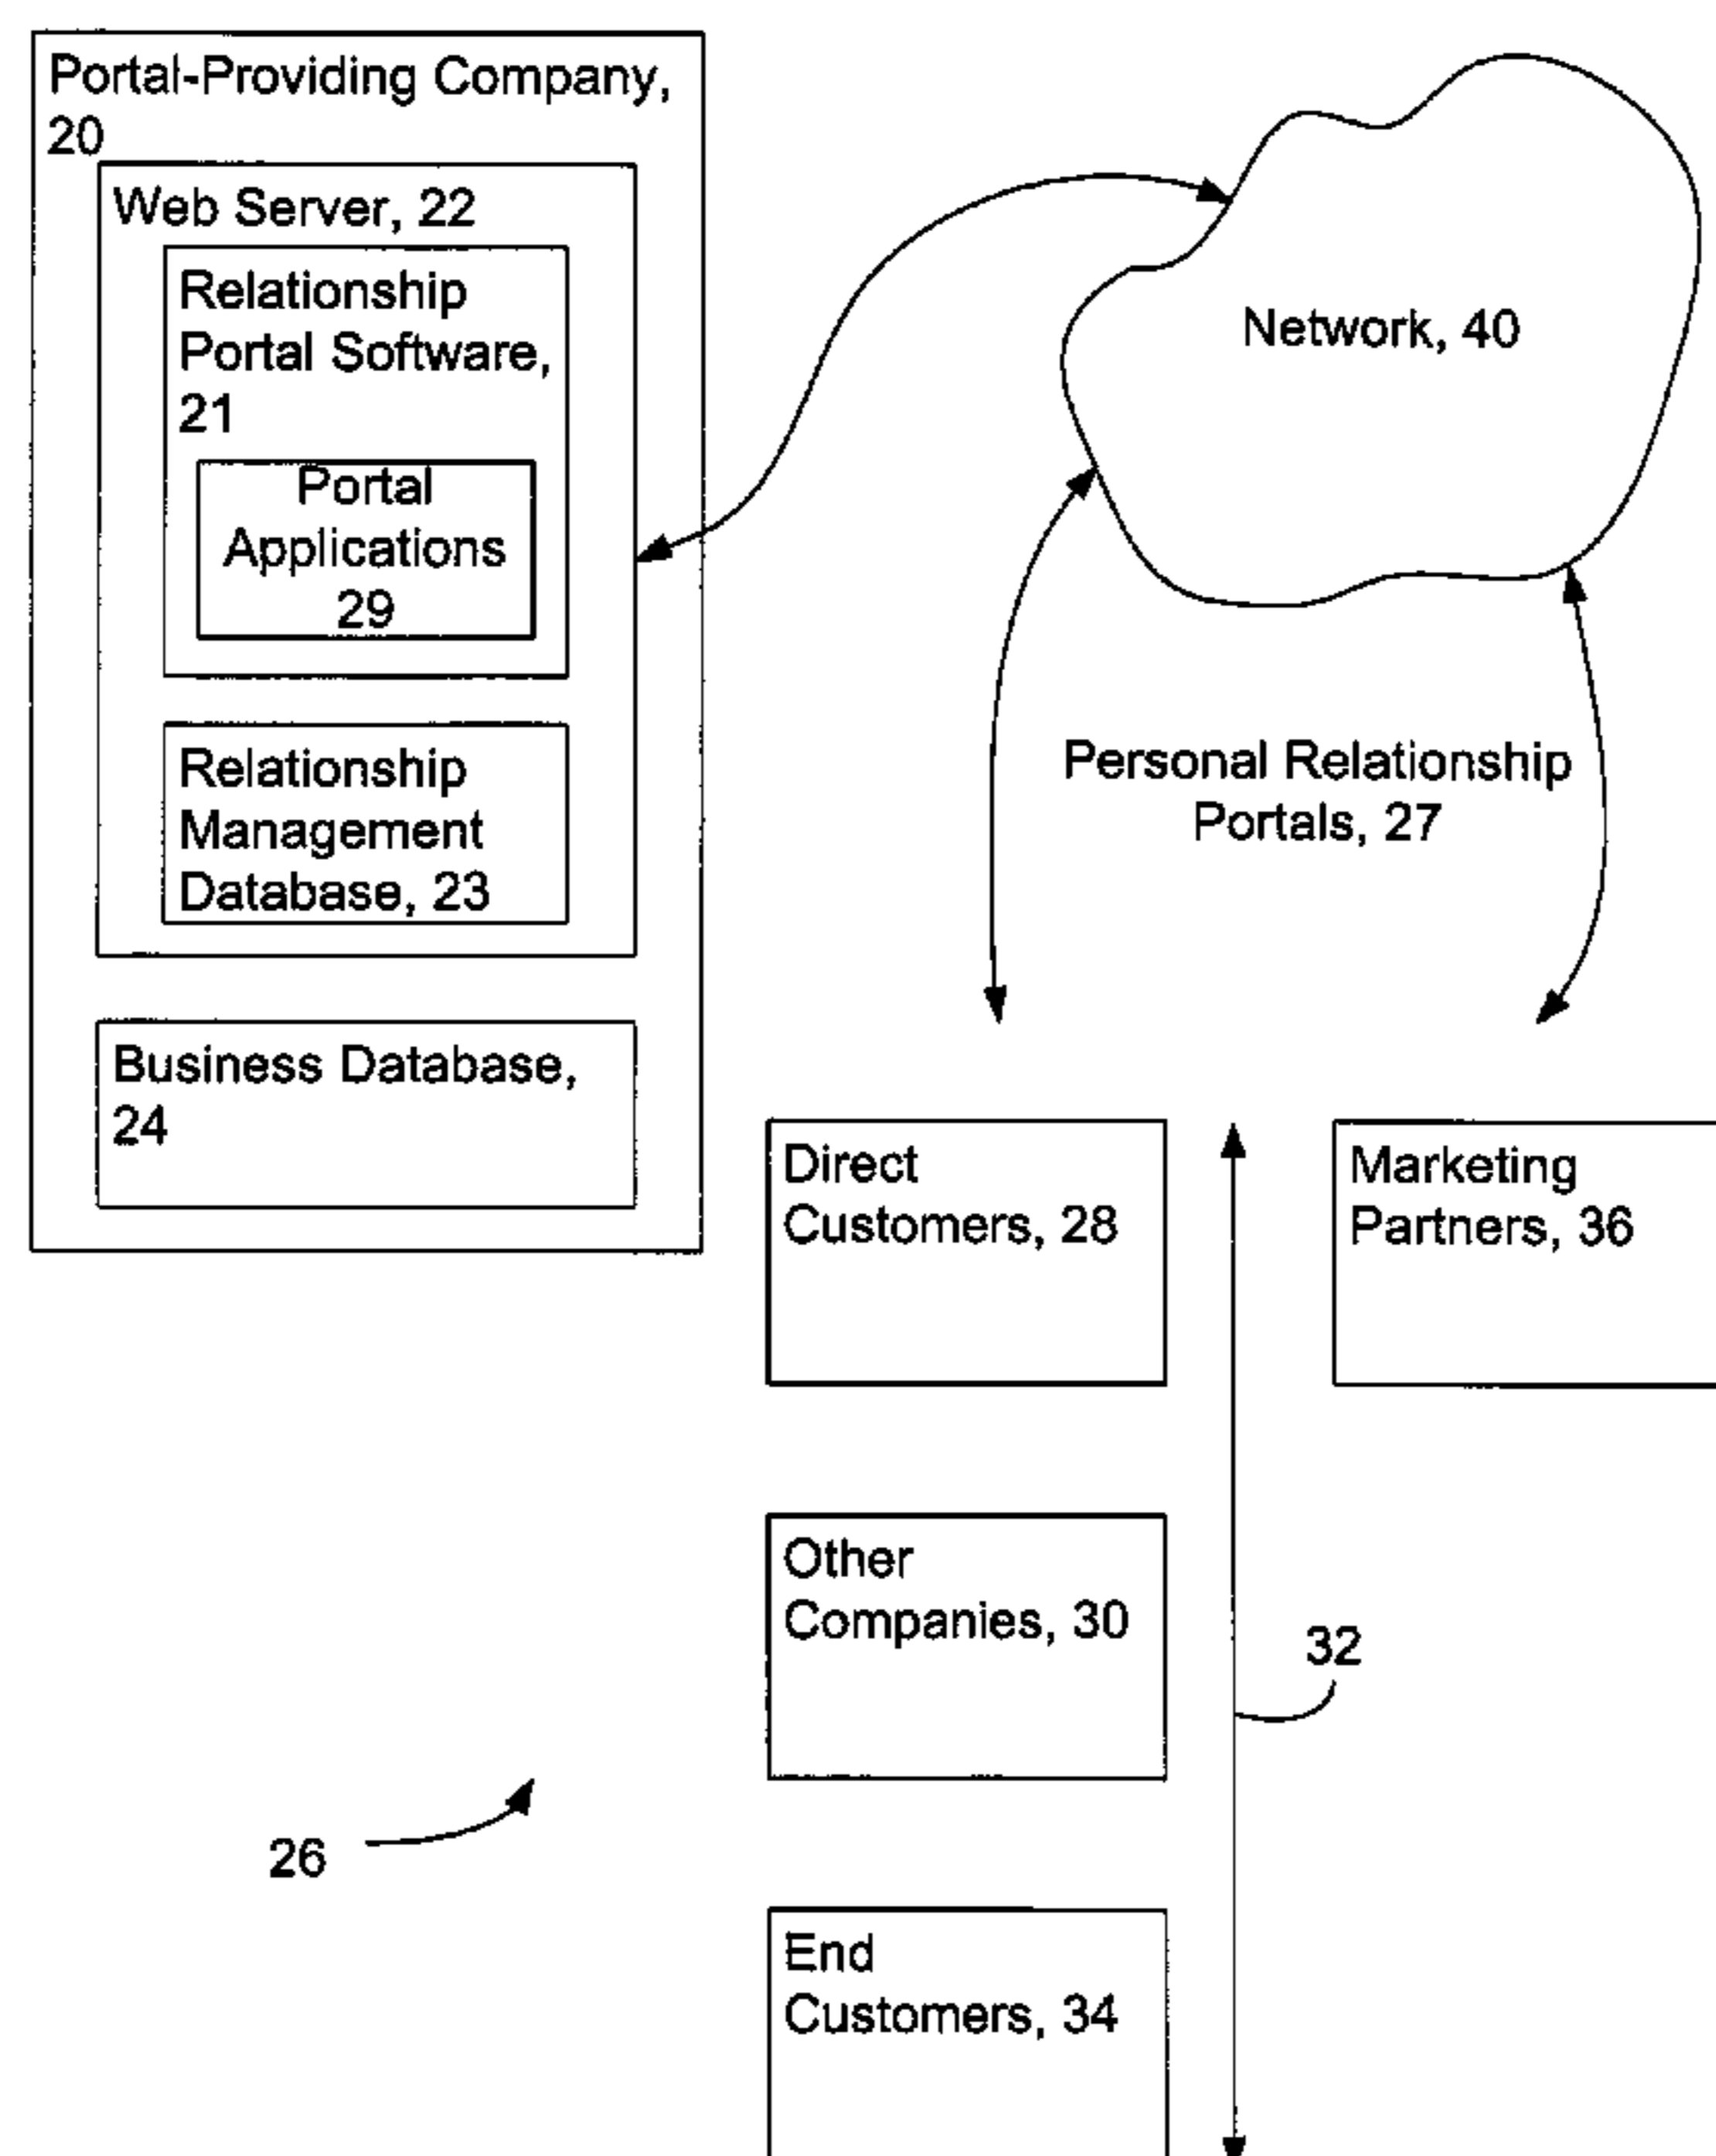 Portal-Providing Company,
20
Web Server, 22
Relationship
Portal Software,
21
Portal
Applications
29
Relationship
Management
Database, 23
Business Database,
24
Network, 40
Personal Relationship
Portals, 27
Direct
Customers, 28
Marketing
Partners, 36
Other
Companies, 30
32
26
End
Customers, 34